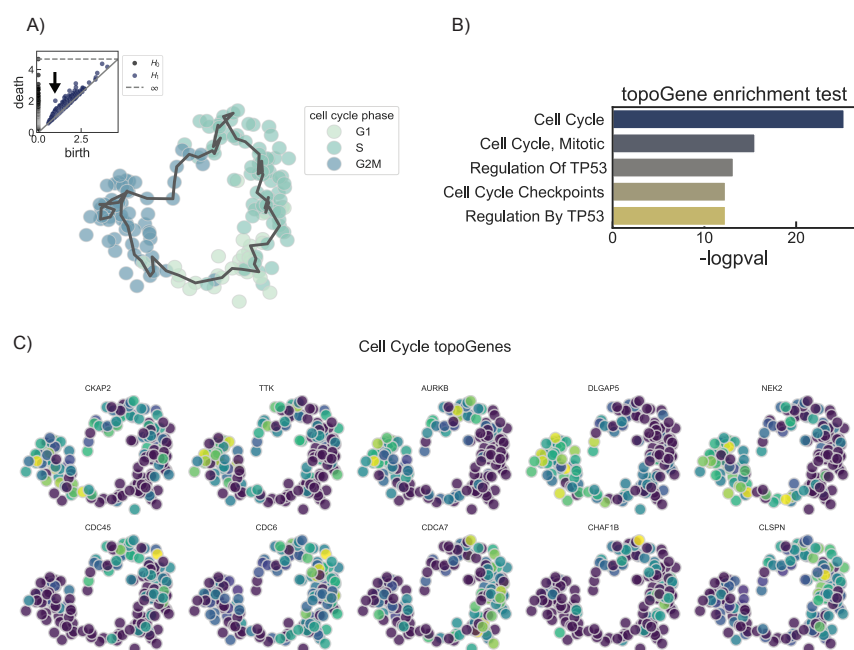 A)
B)
H₀
H₁
∞
4
2
0
death
0.0
2.5
birth
cell cycle phase
G1
S
G2M
topoGene enrichment test
Cell Cycle
Cell Cycle, Mitotic
Regulation Of TP53
Cell Cycle Checkpoints
Regulation By TP53
0
10
20
-logpval
C)
Cell Cycle topoGenes
CKAP2
TTK
AURKB
DLGAP5
NEK2
CDC45
CDC6
CDCA7
CHAF1B
CLSPN